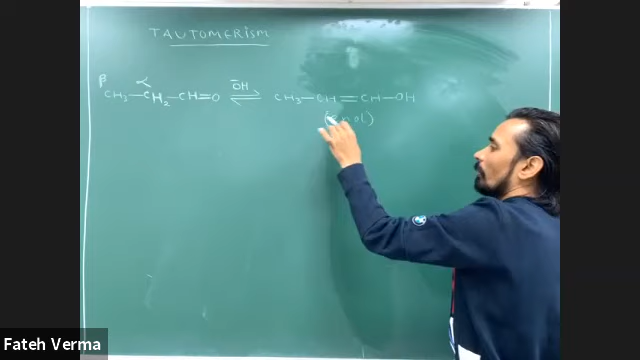 TAUTOMERISM
β α
CH₃—CH₂—CH=O ⇌ CH₃—CH=CH—OH
⁻OH
(Enol)
Fateh Verma